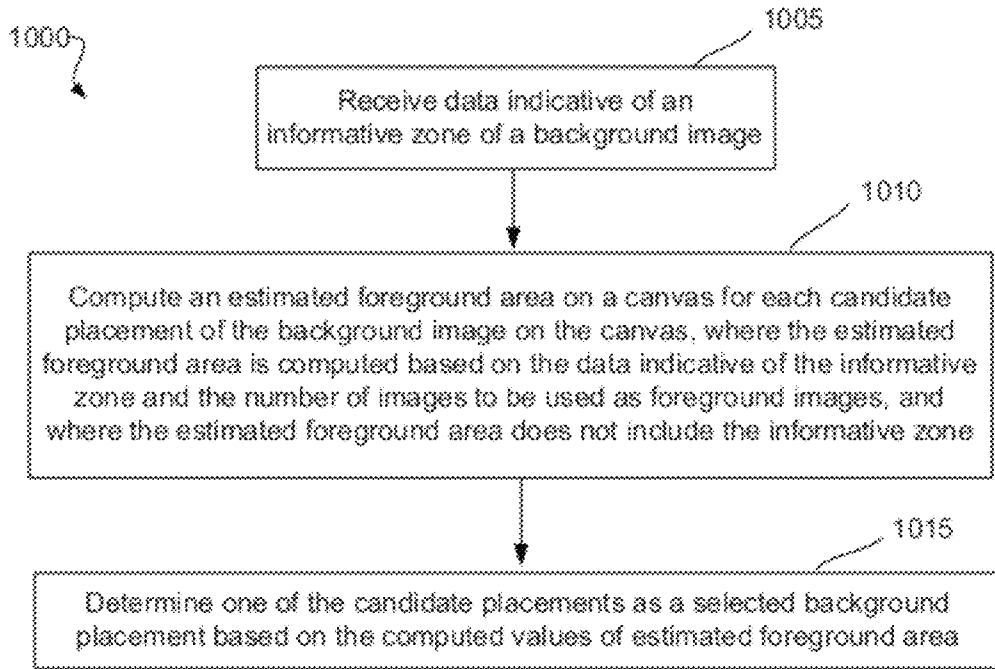 1000
1005
Receive data indicative of an
informative zone of a background image
1010
Compute an estimated foreground area on a canvas for each candidate
placement of the background image on the canvas, where the estimated
foreground area is computed based on the data indicative of the informative
zone and the number of images to be used as foreground images, and
where the estimated foreground area does not include the informative zone
1015
Determine one of the candidate placements as a selected background
placement based on the computed values of estimated foreground area